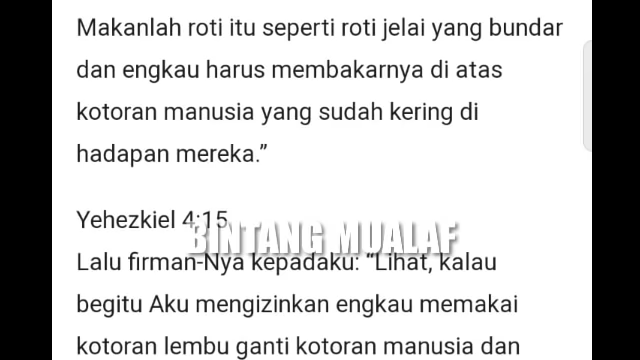 Makanlah roti itu seperti roti jelai yang bundar
dan engkau harus membakarnya di atas
kotoran manusia yang sudah kering di
hadapan mereka.”
Yehezkiel 4:15
BINTANG MUALAF
Lalu firman-Nya kepadaku: “Lihat, kalau
begitu Aku mengizinkan engkau memakai
kotoran lembu ganti kotoran manusia dan